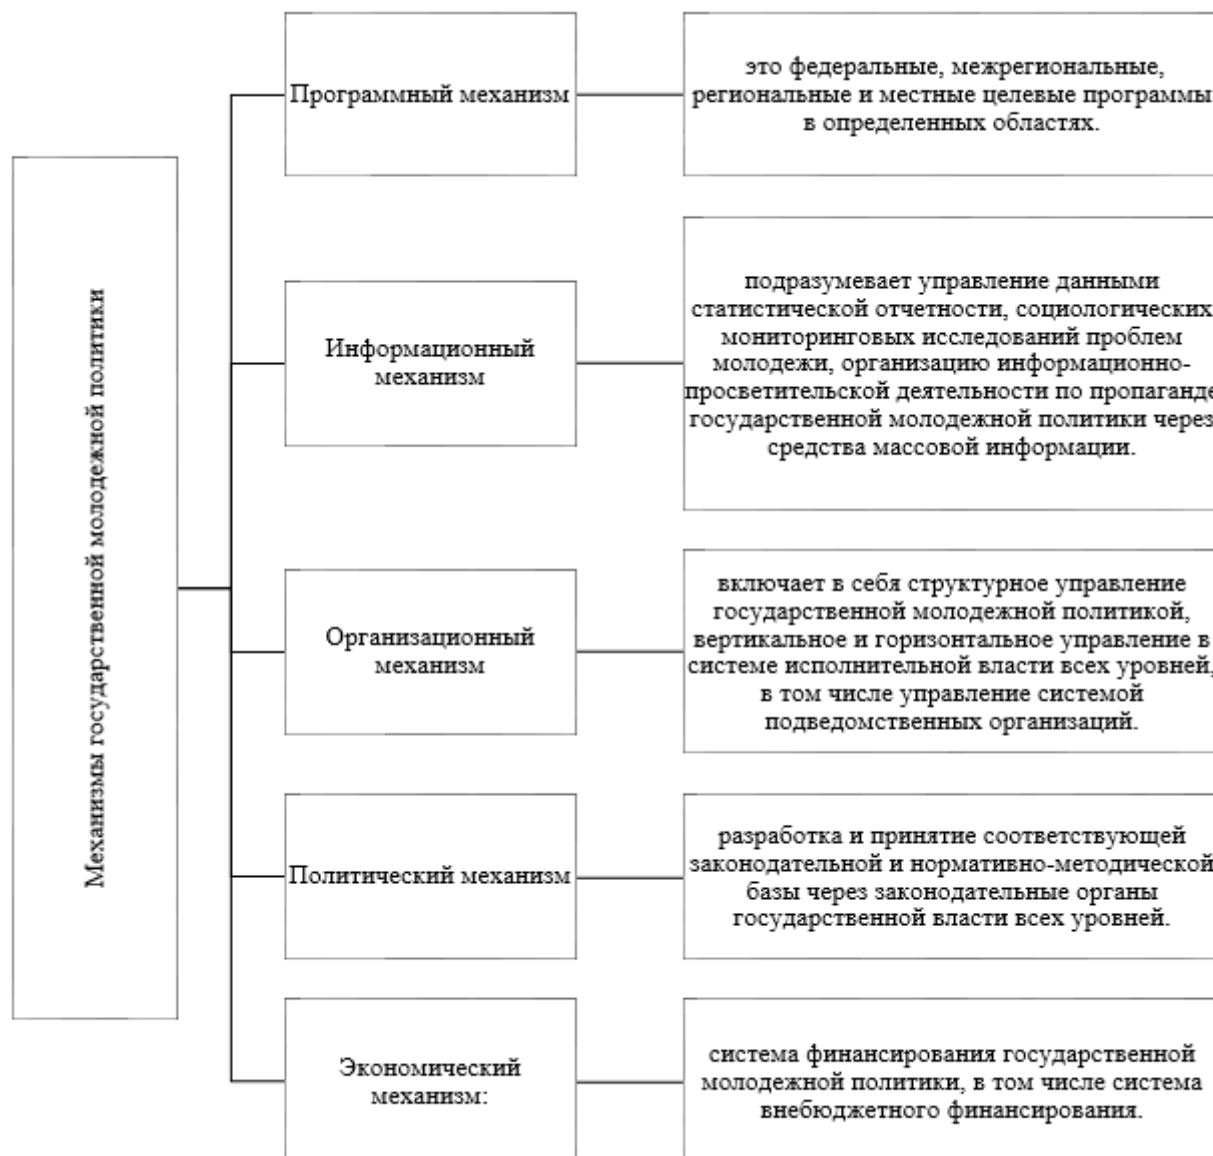 Механизмы государственной молодежной политики
Программный механизм
это федеральные, межрегиональные,
региональные и местные целевые программы
в определенных областях.
Информационный
механизм
подразумевает управление данными
статистической отчетности, социологических
мониторинговых исследований проблем
молодежи, организацию информационно-
просветительской деятельности по пропаганде
государственной молодежной политики через
средства массовой информации.
Организационный
механизм
включает в себя структурное управление
государственной молодежной политикой,
вертикальное и горизонтальное управление в
системе исполнительной власти всех уровней,
в том числе управление системой
подведомственных организаций.
Политический механизм
разработка и принятие соответствующей
законодательной и нормативно-методической
базы через законодательные органы
государственной власти всех уровней.
Экономический
механизм:
система финансирования государственной
молодежной политики, в том числе система
внебюджетного финансирования.